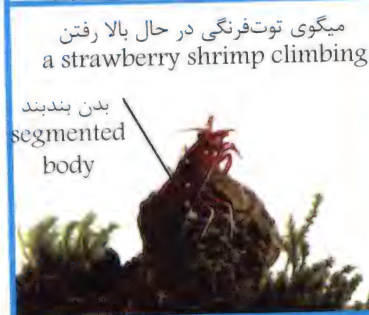 میگوی توت‌فرنگی در حال بالا رفتن
a strawberry shrimp climbing
بدن بندبند
segmented
body